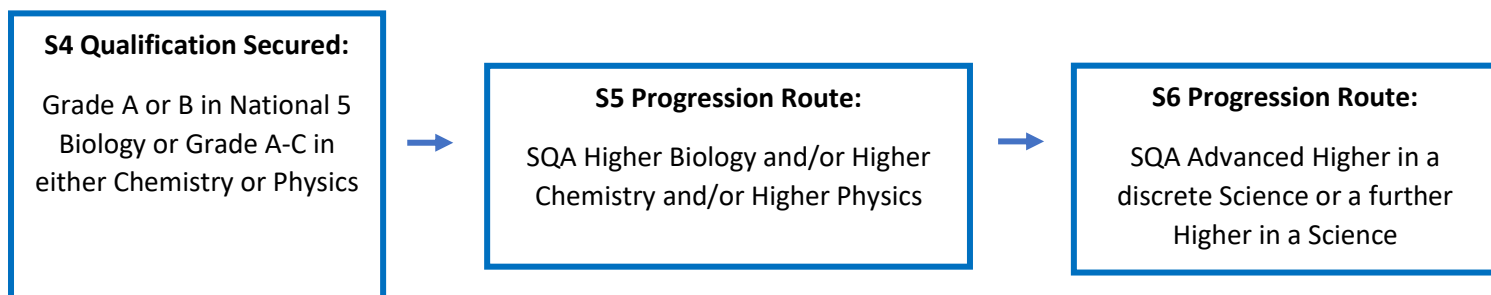 S4 Qualification Secured:
Grade A or B in National 5
Biology or Grade A-C in
either Chemistry or Physics
S5 Progression Route:
SQA Higher Biology and/or Higher
Chemistry and/or Higher Physics
S6 Progression Route:
SQA Advanced Higher in a
discrete Science or a further
Higher in a Science